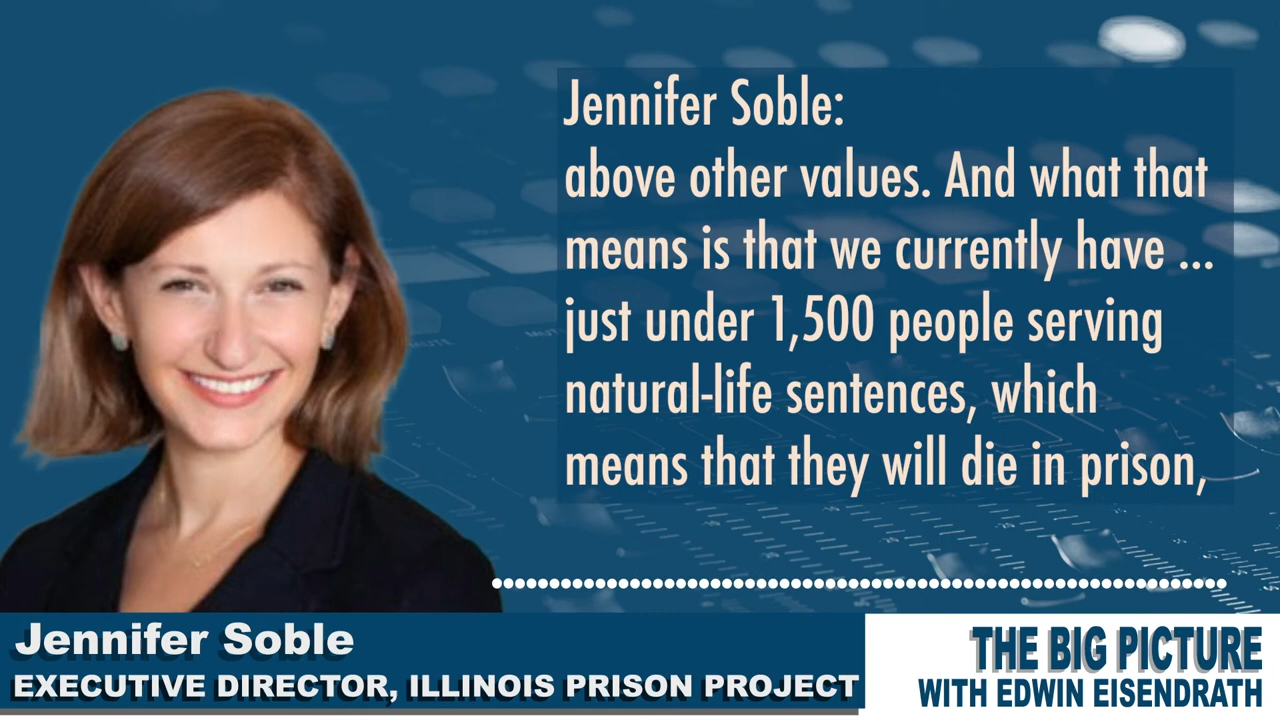 Jennifer Soble:
above other values. And what that
means is that we currently have ...
just under 1,500 people serving
natural-life sentences, which
means that they will die in prison,
Jennifer Soble
EXECUTIVE DIRECTOR, ILLINOIS PRISON PROJECT
THE BIG PICTURE
WITH EDWIN EISENDRATH